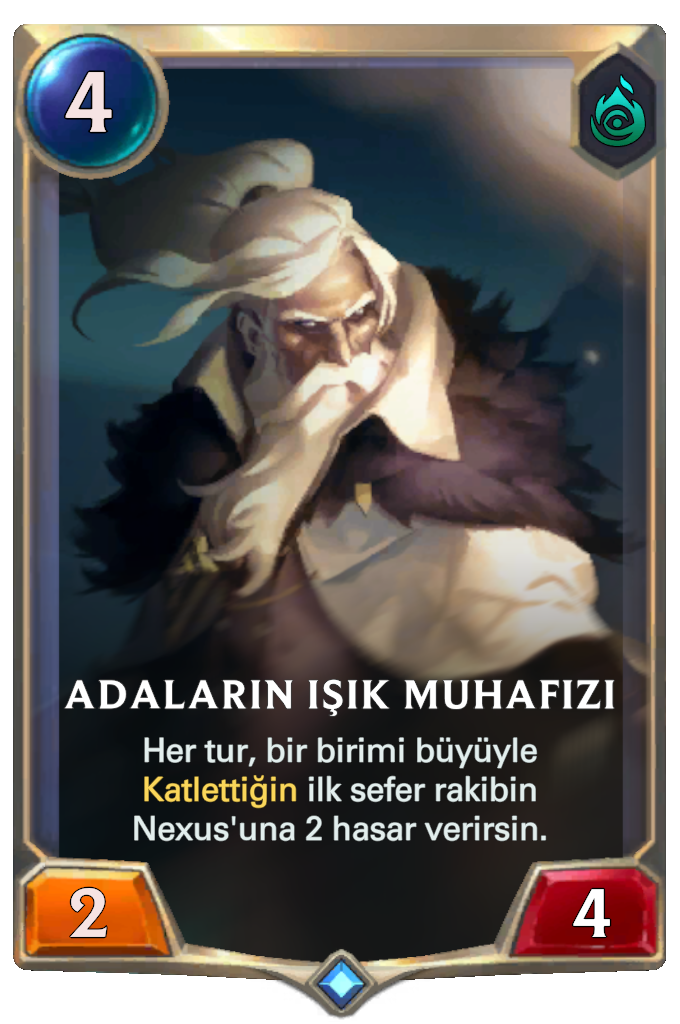 4
ADALARIN IŞIK MUHAFIZI
Her tur, bir birimi büyüyle
Katlettiğin ilk sefer rakibin
Nexus'una 2 hasar verirsin.
2
4